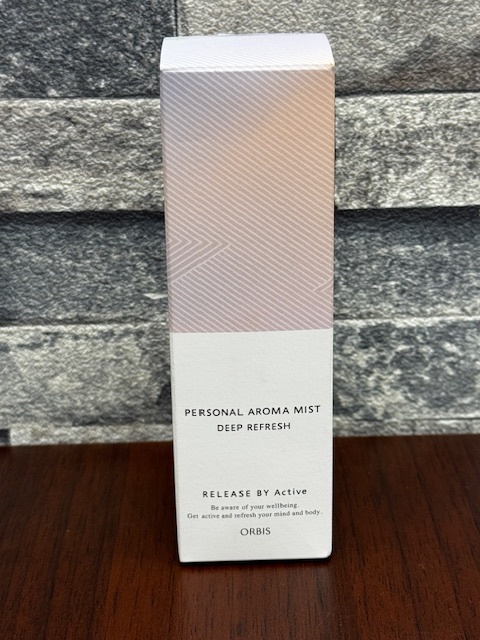 PERSONAL AROMA MIST
DEEP REFRESH
RELEASE BY Active
Be aware of your wellbeing.
Get active and refresh your mind and body.
ORBIS